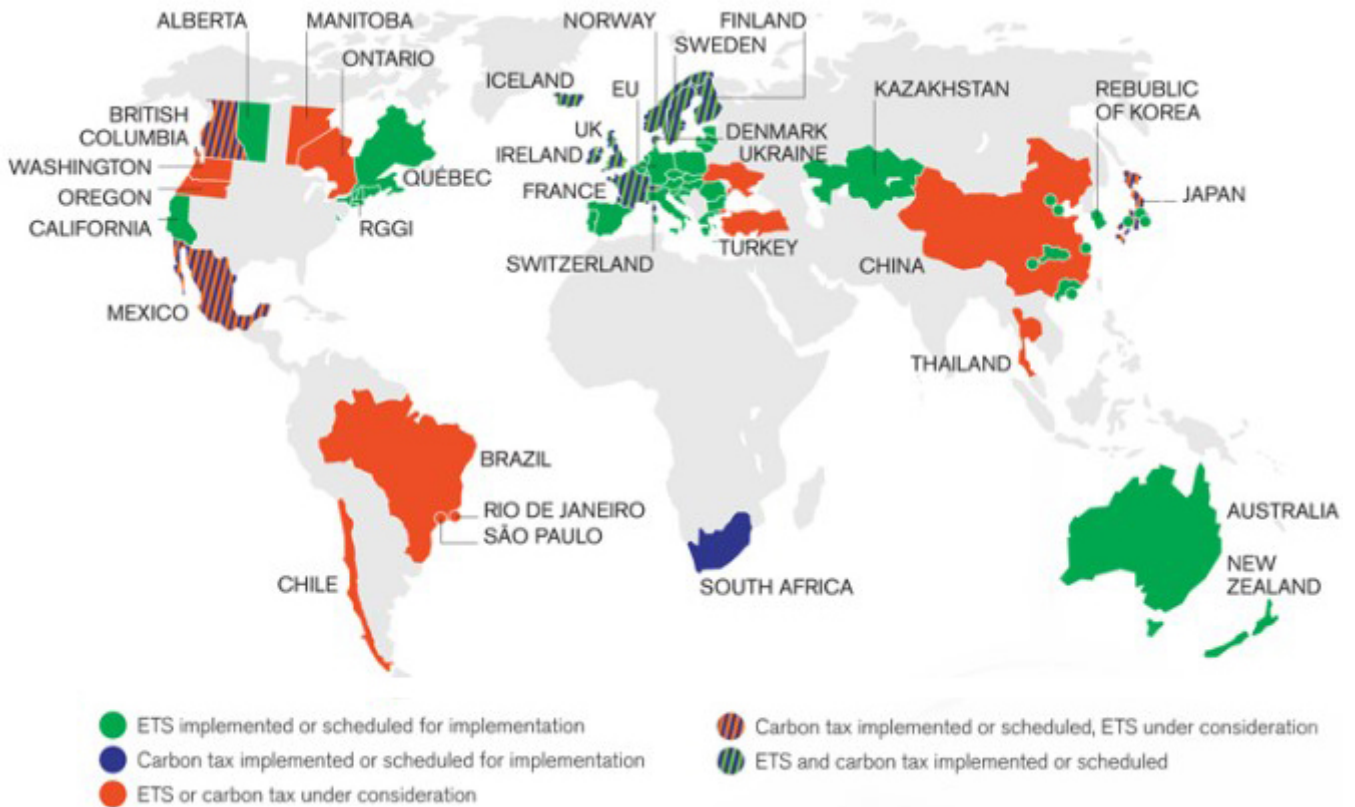 ALBERTA
MANITOBA
ONTARIO
BRITISH
COLUMBIA
WASHINGTON
OREGON
CALIFORNIA
QUÉBEC
RGGI
MEXICO
ICELAND
NORWAY
SWEDEN
FINLAND
EU
UK
IRELAND
FRANCE
DENMARK
UKRAINE
SWITZERLAND
TURKEY
KAZAKHSTAN
REPUBLIC
OF KOREA
JAPAN
CHINA
THAILAND
BRAZIL
RIO DE JANEIRO
SÃO PAULO
CHILE
SOUTH AFRICA
AUSTRALIA
NEW
ZEALAND
ETS implemented or scheduled for implementation
Carbon tax implemented or scheduled for implementation
ETS or carbon tax under consideration
Carbon tax implemented or scheduled, ETS under consideration
ETS and carbon tax implemented or scheduled